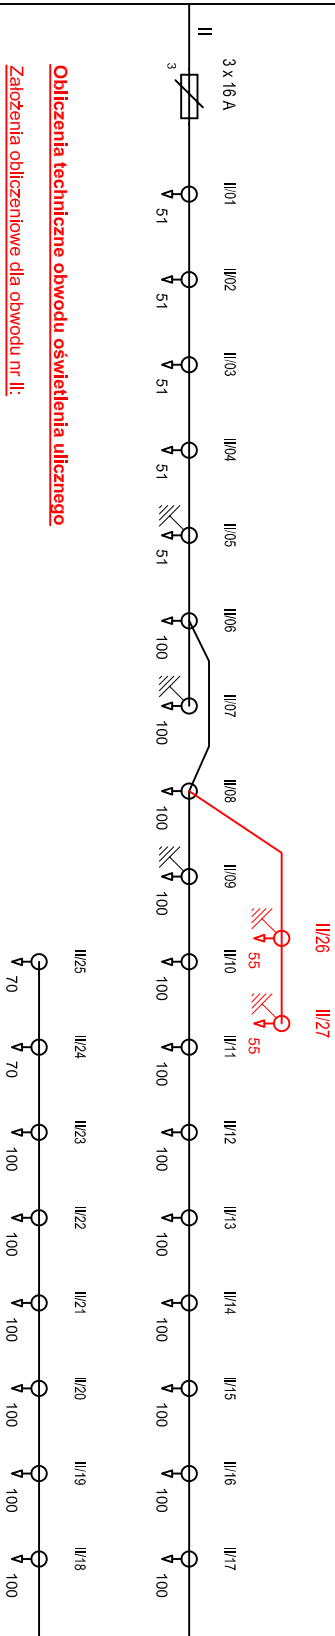 II/26 II/27
55 55
3 x 16 A II/01 II/02 II/03 II/04 II/05 II/06 II/07 II/08 II/09 II/10 II/11 II/12 II/13 II/14 II/15 II/16 II/17
II
3 51 51 51 51 51 100 100 100 100 100 100 100 100 100 100 100 100
II/25 II/24 II/23 II/22 II/21 II/20 II/19 II/18
70 70 100 100 100 100 100 100
Obliczenia techniczne obwodu oświetlenia ulicznego
Założenia obliczeniowe dla obwodu nr II: